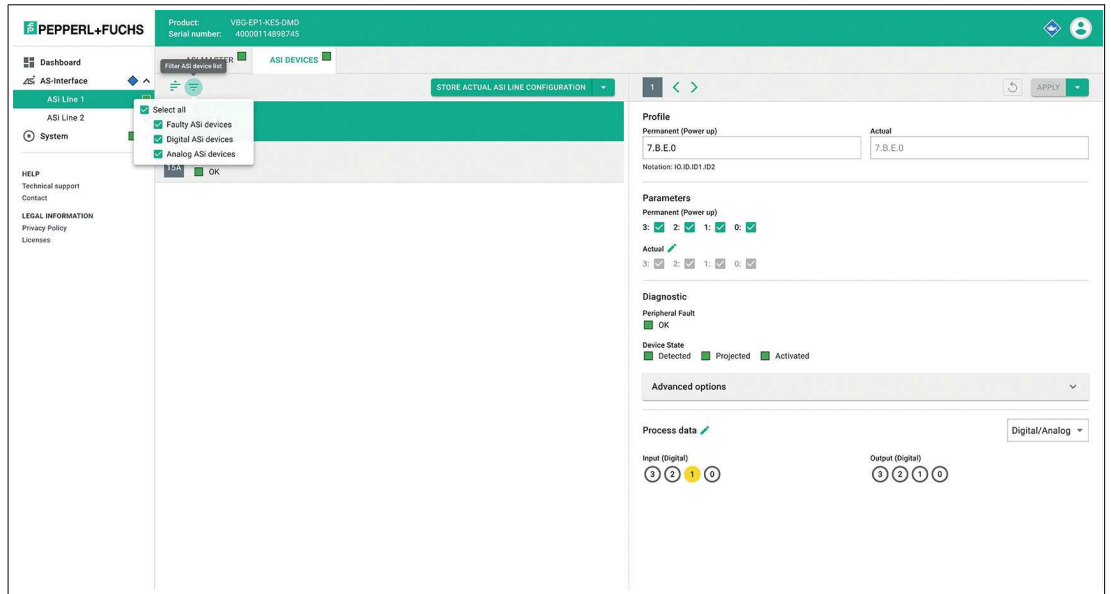 PEPPERL+FUCHS
Product: VBG-EP1-KE5-DMD
Serial number: 40000114898745
Dashboard
AS-Interface
ASi Line 1
ASi Line 2
System
HELP
Technical support
Contact
LEGAL INFORMATION
Privacy Policy
Licenses
ASI DEVICES
Filter ASi device list
STORE ACTUAL ASI LINE CONFIGURATION
Select all
Faulty ASi devices
Digital ASi devices
Analog ASi devices
15A
OK
1
APPLY
Profile
Permanent (Power up) Actual
7.B.E.0 7.B.E.0
Notation: IO.ID.ID1.ID2
Parameters
Permanent (Power up)
3: 2: 1: 0:
Actual
3: 2: 1: 0:
Diagnostic
Peripheral Fault
OK
Device State
Detected Projected Activated
Advanced options
Process data Digital/Analog
Input (Digital) Output (Digital)
3 2 1 0 3 2 1 0